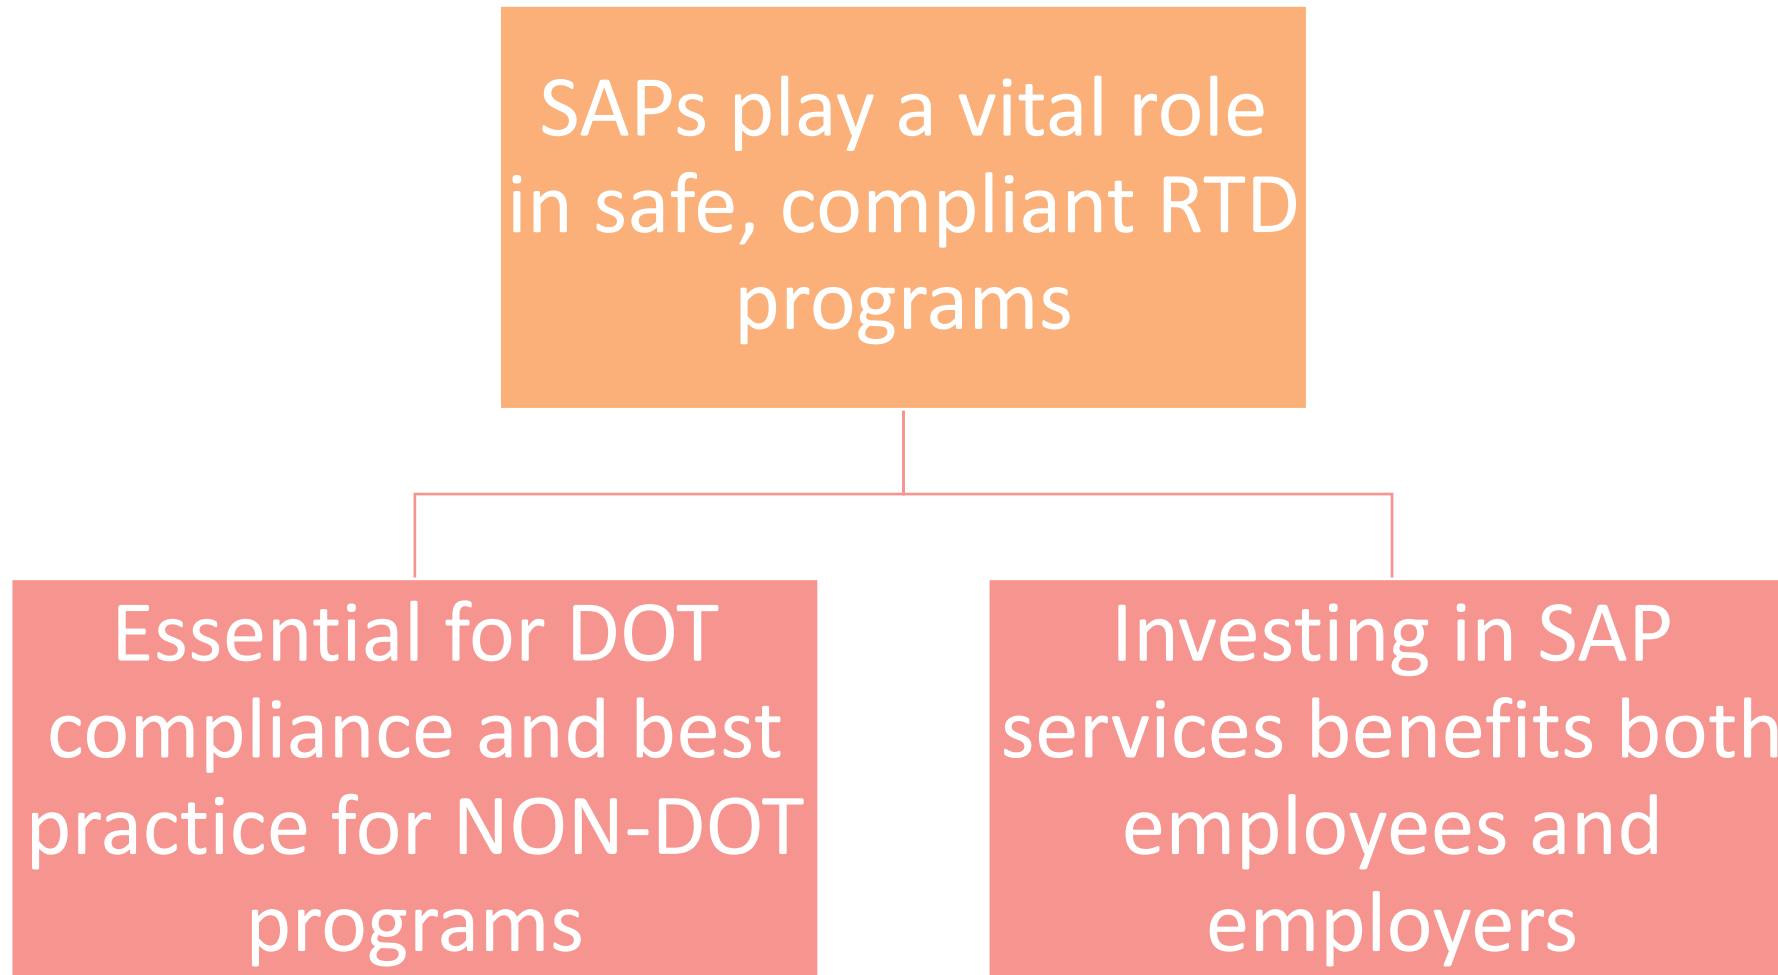 SAPs play a vital role
in safe, compliant RTD
programs
Essential for DOT
compliance and best
practice for NON-DOT
programs
Investing in SAP
services benefits both
employees and
employers